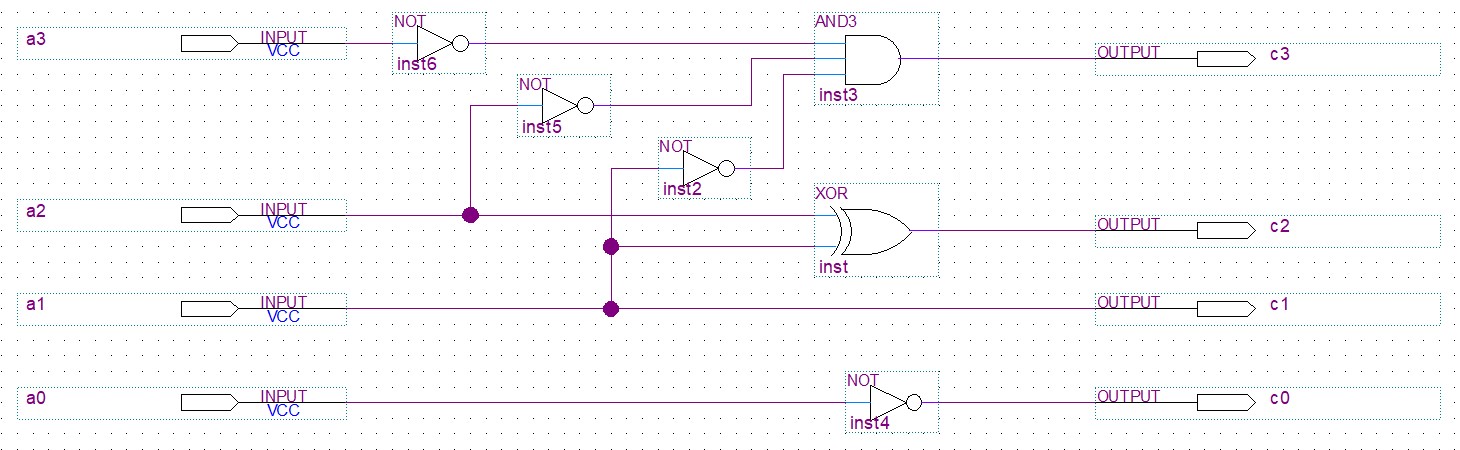 NOT
AND3
a3
INPUT
VCC
inst6
OUTPUT
c3
NOT
inst3
inst5
NOT
inst2
XOR
a2
INPUT
VCC
OUTPUT
c2
inst
a1
INPUT
VCC
OUTPUT
c1
NOT
a0
INPUT
VCC
inst4
OUTPUT
c0